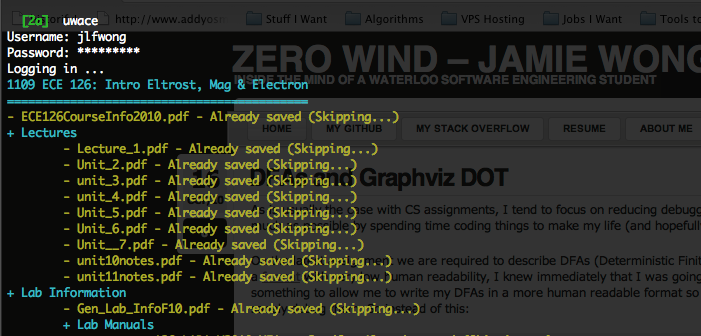 http://www.addyos
Stuff I Want
Algorithms
VPS Hosting
Jobs I Want
Tools to
[2a] uwace
Username: jlfwong
Password: *********
Logging in ...
1109 ECE 126: Intro Eltrost, Mag & Electron
- ECE126CourseInfo2010.pdf - Already saved (Skipping...)
+ Lectures
- Lecture_1.pdf - Already saved (Skipping...)
- Unit_2.pdf - Already saved (Skipping...)
- unit_3.pdf - Already saved (Skipping...)
- Unit_4.pdf - Already saved (Skipping...)
- Unit_5.pdf - Already saved (Skipping...)
- Unit_6.pdf - Already saved (Skipping...)
- Unit__7.pdf - Already saved (Skipping...)
- unit10notes.pdf - Already saved (Skipping...)
- unit11notes.pdf - Already saved (Skipping...)
+ Lab Information
- Gen_Lab_InfoF10.pdf - Already saved (Skipping...)
+ Lab Manuals
ZERO WIND – JAMIE WONG
INSIDE THE MIND OF A WATERLOO SOFTWARE ENGINEERING STUDENT
HOME
MY GITHUB
MY STACK OVERFLOW
RESUME
ABOUT ME
DFAs and Graphviz DOT
case with CS assignments, I tend to focus on reducing debugg
by spending time coding things to make my life (and hopefull
we are required to describe DFAs (Deterministic Finit
human readability, I knew immediately that I was going
something to allow me to write my DFAs in a more human readable format so
of this: